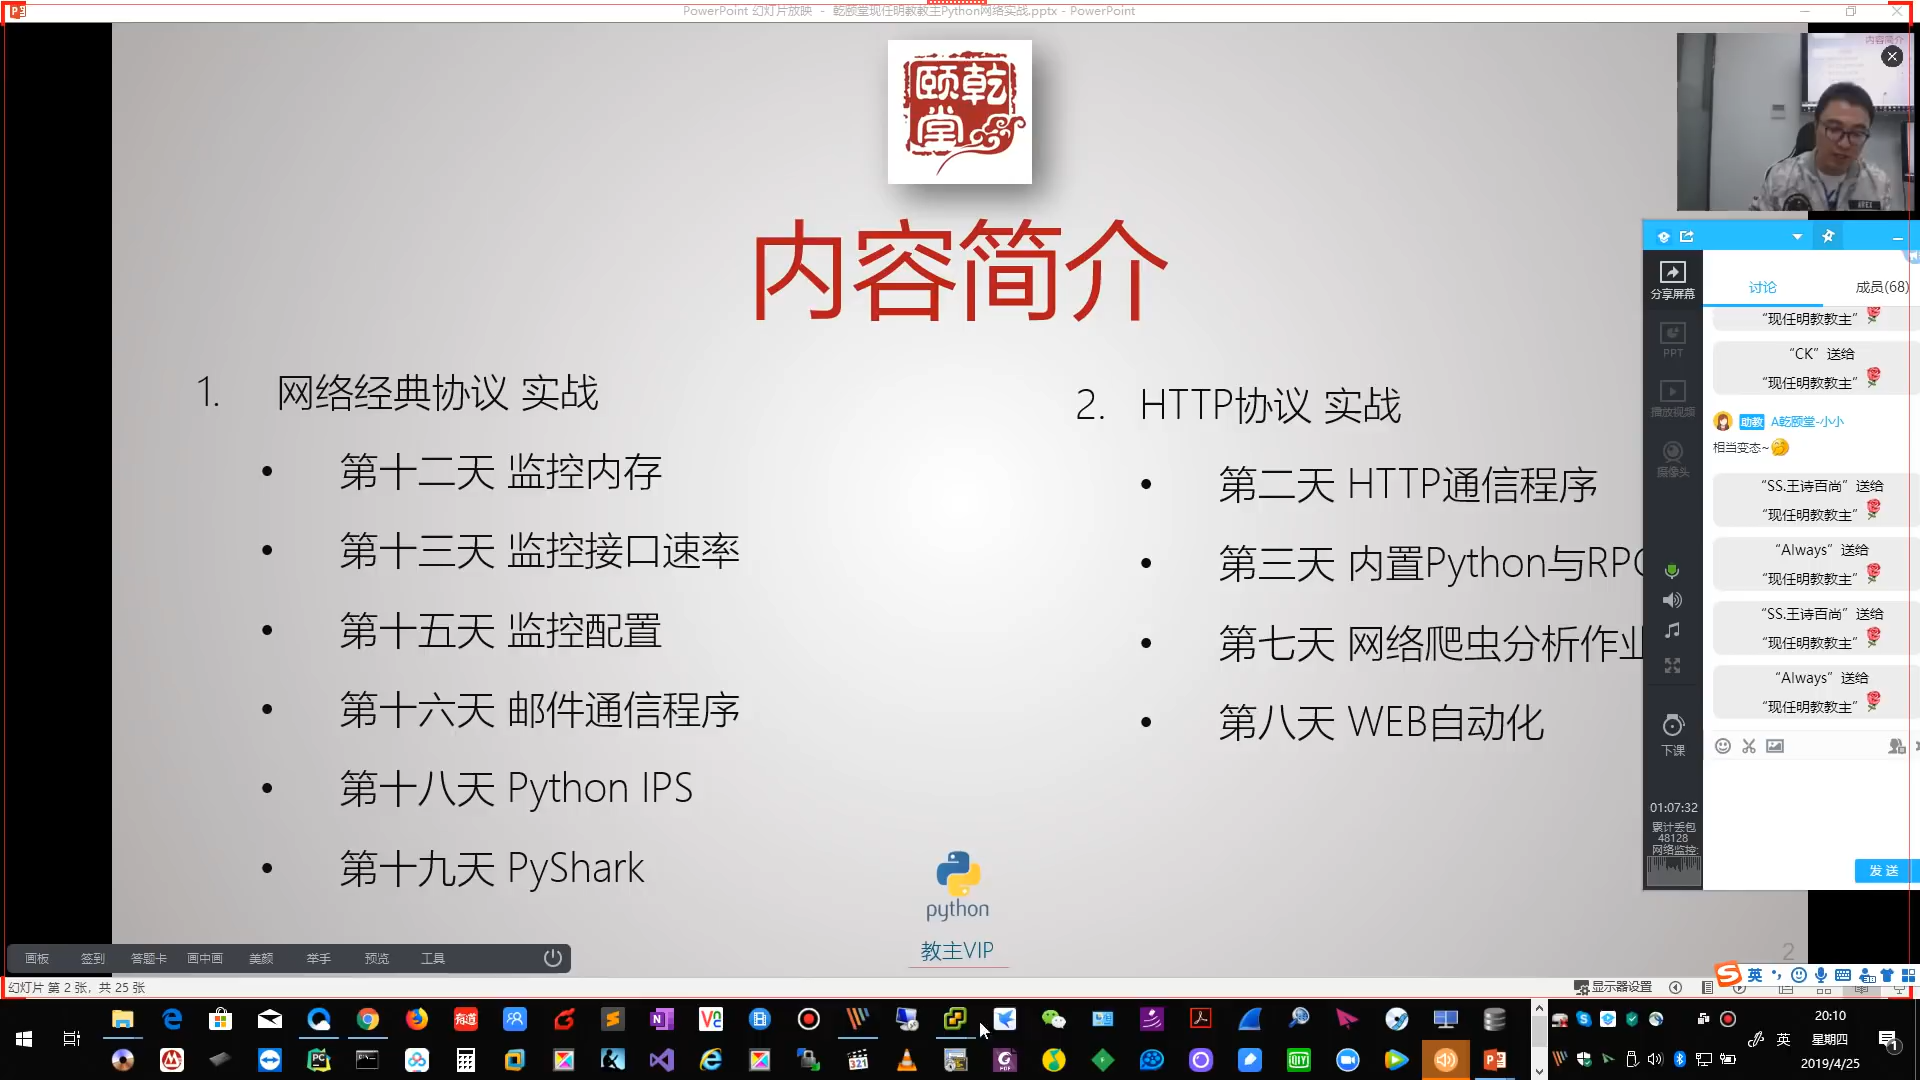 PowerPoint 幻灯片放映 - 乾颐堂现任明教教主Python网络实战.pptx - PowerPoint
颐乾
堂
内容简介
1. 网络经典协议 实战
• 第十二天 监控内存
• 第十三天 监控接口速率
• 第十五天 监控配置
• 第十六天 邮件通信程序
• 第十八天 Python IPS
• 第十九天 PyShark
2. HTTP协议 实战
• 第二天 HTTP通信程序
• 第三天 内置Python与RPC
• 第七天 网络爬虫分析作业
• 第八天 WEB自动化
python
教主VIP
2
内容简介
分享屏幕
PPT
播放视频
摄像头
下课
01:07:32
累计丢包
48128
网络监控:
讨论
成员(68)
“现任明教教主”
“CK”送给
“现任明教教主”
助教 A乾颐堂-小小
相当变态~
“SS.王诗百尚”送给
“现任明教教主”
“Always”送给
“现任明教教主”
“SS.王诗百尚”送给
“现任明教教主”
“Always”送给
“现任明教教主”
发送
画板 签到 答题卡 画中画 美颜 举手 预览 工具
幻灯片 第 2 张，共 25 张
显示器设置
英
20:10
英 星期四
2019/4/25